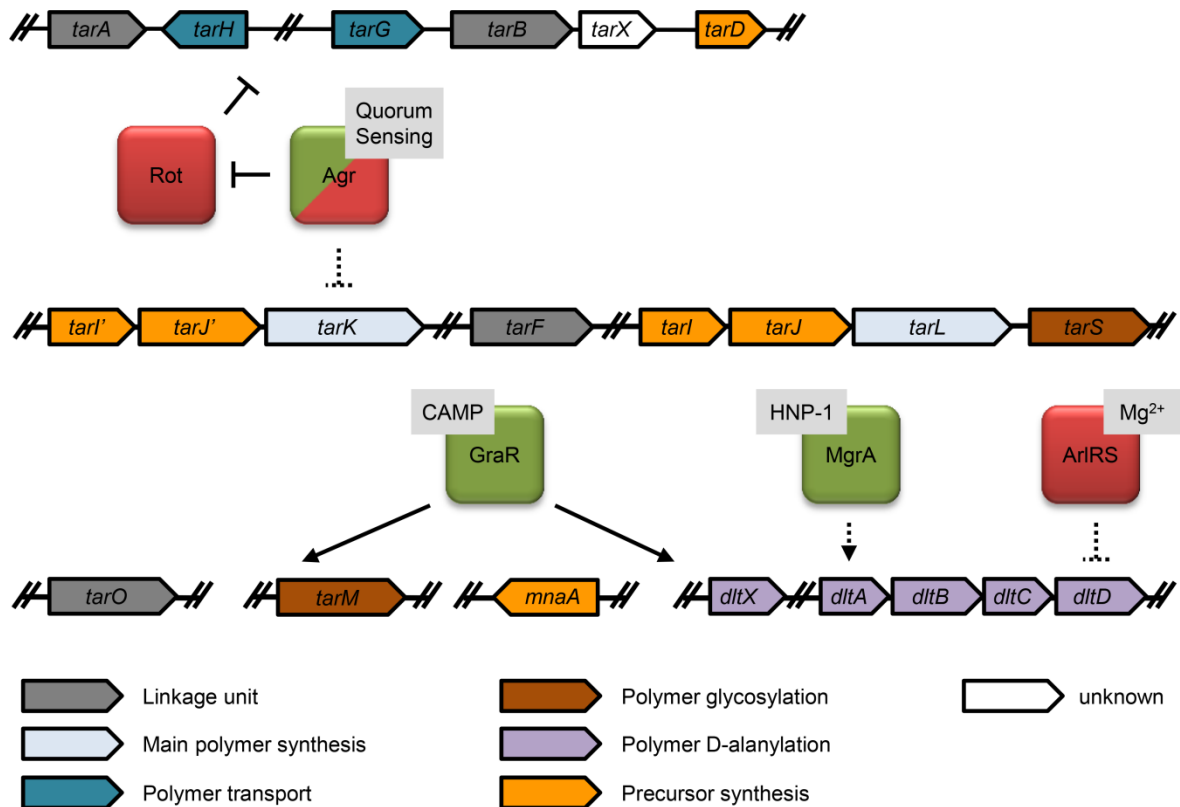 tarA tarH tarG tarB tarX tarD
Quorum
Sensing
Rot Agr
tarI’ tarJ’ tarK tarF tarI tarJ tarL tarS
CAMP HNP-1 Mg²⁺
GraR MgrA ArlRS
tarO tarM mnaA dltX dltA dltB dltC dltD
Linkage unit Polymer glycosylation unknown
Main polymer synthesis Polymer D-alanylation
Polymer transport Precursor synthesis